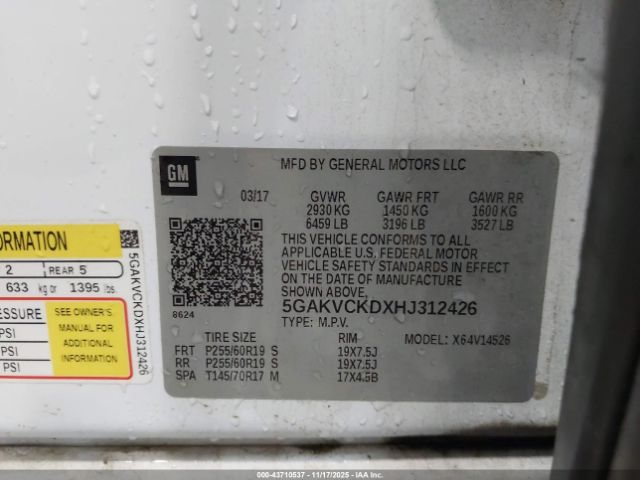 GM
MFD BY GENERAL MOTORS LLC
03/17 GVWR GAWR FRT GAWR RR
2930 KG 1450 KG 1600 KG
6459 LB 3196 LB 3527 LB
THIS VEHICLE CONFORMS TO ALL
APPLICABLE U.S. FEDERAL MOTOR
VEHICLE SAFETY STANDARDS IN EFFECT
ON THE DATE OF MANUFACTURE
SHOWN ABOVE.
8624
5GAKVCKDXHJ312426
TYPE: M.P.V. MODEL: X64V14526
TIRE SIZE RIM
FRT P255/60R19 S 19X7.5J
RR P255/60R19 S 19X7.5J
SPA T145/70R17 M 17X4.5B
ORMATION
2 REAR 5
633 kg or 1395 lbs
ESSURE SEE OWNER'S
PSI MANUAL FOR
PSI ADDITIONAL
PSI INFORMATION
5GAKVCKDXHJ312426
© IAA 000-43710537 - 11/17/2025 - IAA, LLC